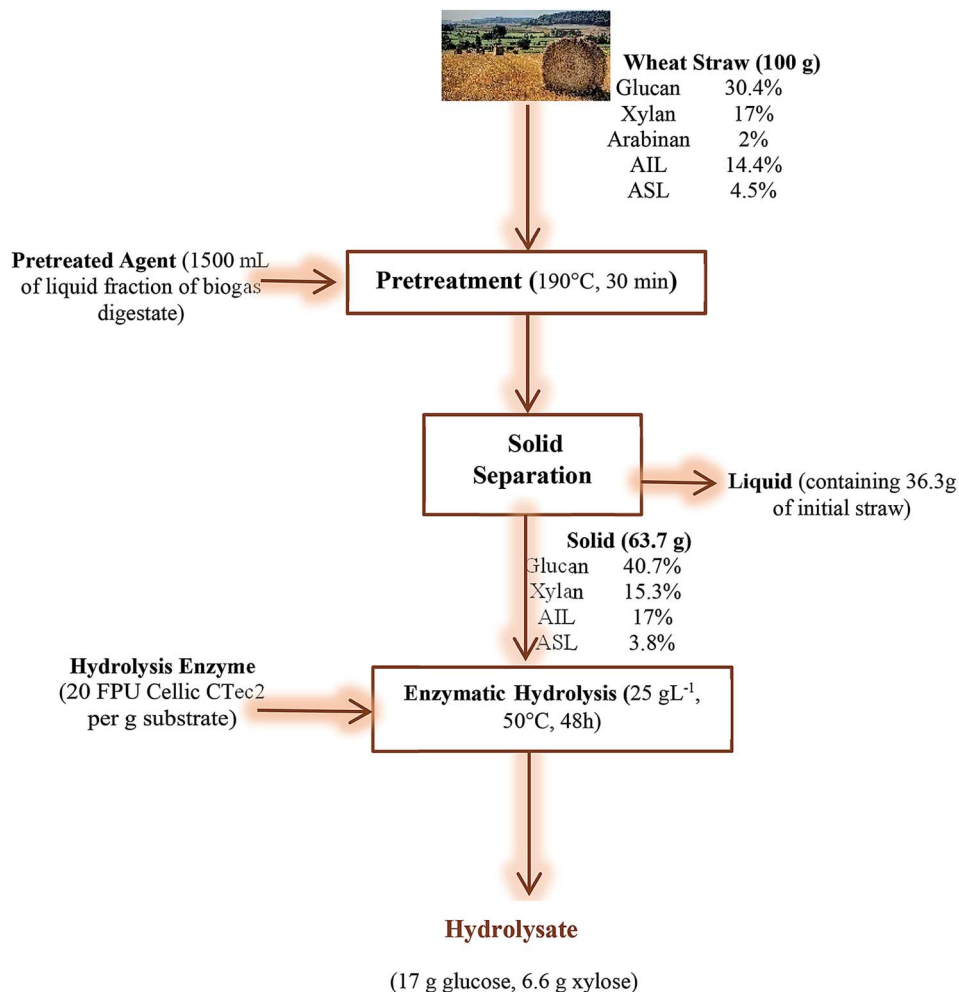 Wheat Straw (100 g)
Glucan 30.4%
Xylan 17%
Arabinan 2%
AIL 14.4%
ASL 4.5%
Pretreated Agent (1500 mL
of liquid fraction of biogas
digestate)
Pretreatment (190°C, 30 min)
Solid
Separation
Liquid (containing 36.3g
of initial straw)
Solid (63.7 g)
Glucan 40.7%
Xylan 15.3%
AIL 17%
ASL 3.8%
Hydrolysis Enzyme
(20 FPU Cellic CTec2
per g substrate)
Enzymatic Hydrolysis (25 gL⁻¹,
50°C, 48h)
Hydrolysate
(17 g glucose, 6.6 g xylose)